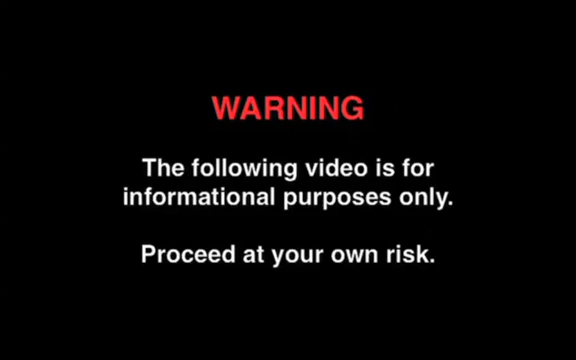 WARNING
The following video is for
informational purposes only.
Proceed at your own risk.